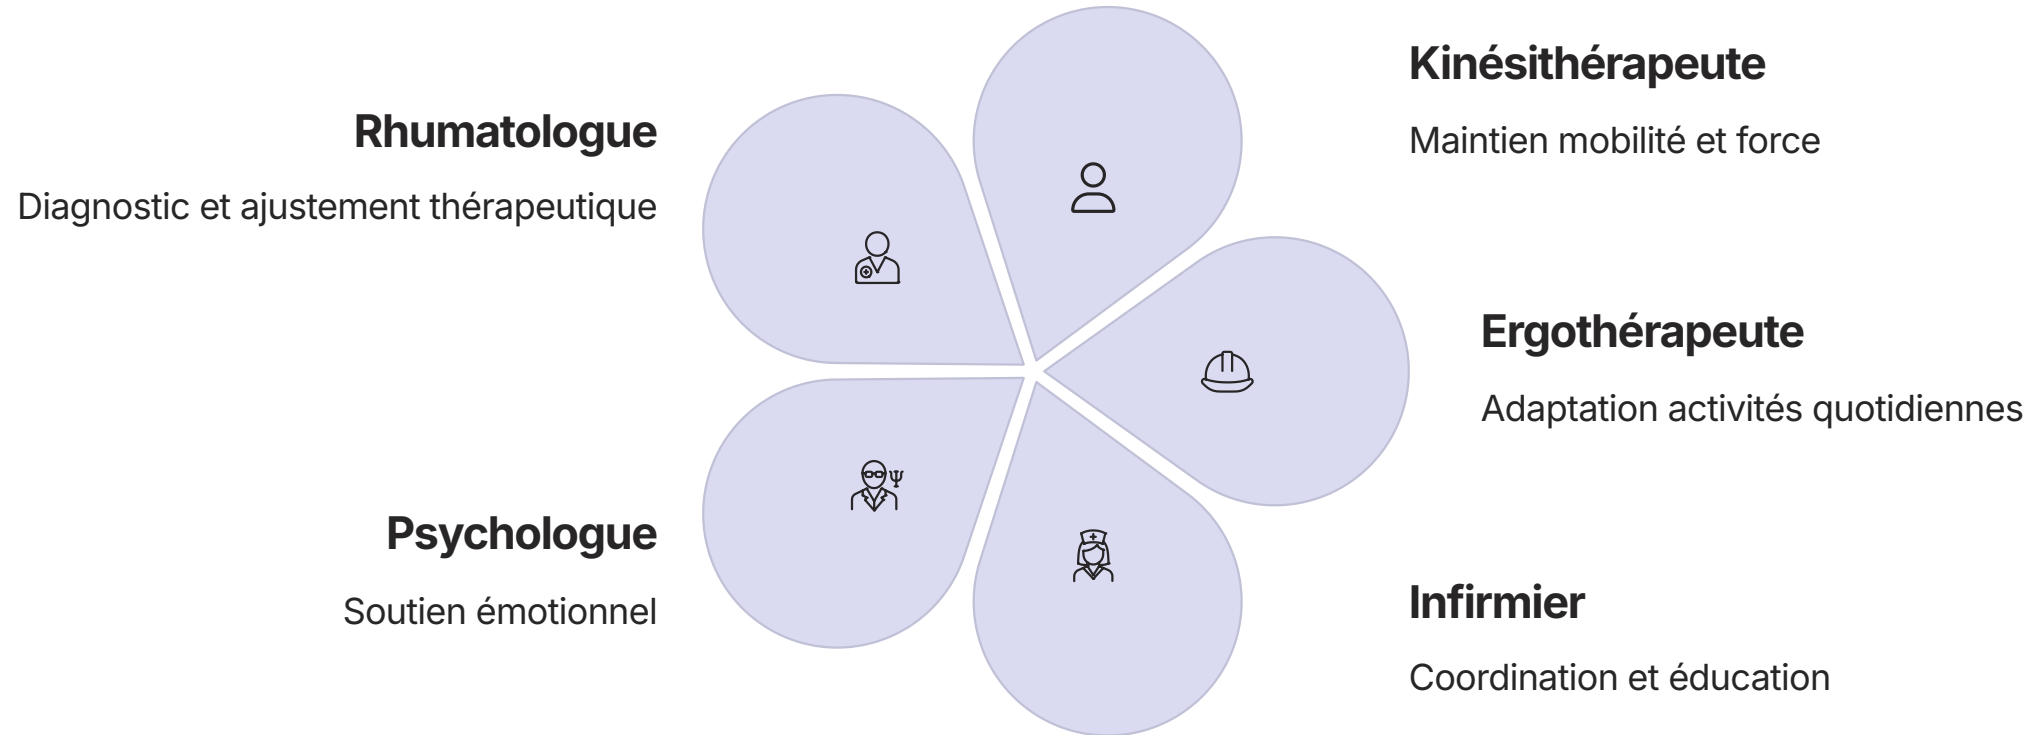 Rhumatologue
Diagnostic et ajustement thérapeutique
Kinésithérapeute
Maintien mobilité et force
Ergothérapeute
Adaptation activités quotidiennes
Psychologue
Soutien émotionnel
Infirmier
Coordination et éducation